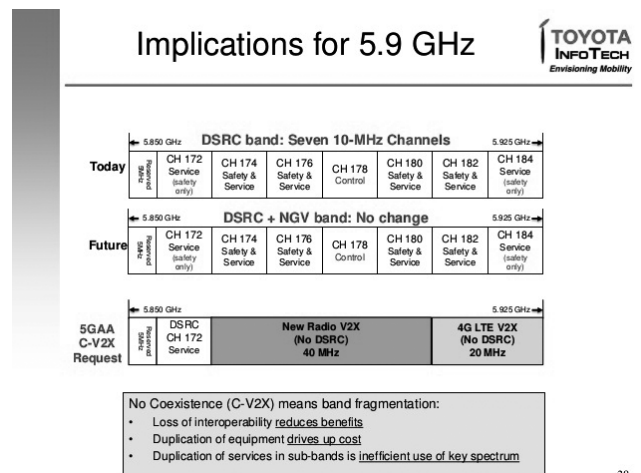 Implications for 5.9 GHz
TOYOTA
INFOTECH
Envisioning Mobility
5.850 GHz DSRC band: Seven 10-MHz Channels 5.925 GHz
Today
Reserved 5MHz
CH 172 Service (safety only)
CH 174 Safety & Service
CH 176 Safety & Service
CH 178 Control
CH 180 Safety & Service
CH 182 Safety & Service
CH 184 Service (safety only)
5.850 GHz DSRC + NGV band: No change 5.925 GHz
Future
Reserved 5MHz
CH 172 Service (safety only)
CH 174 Safety & Service
CH 176 Safety & Service
CH 178 Control
CH 180 Safety & Service
CH 182 Safety & Service
CH 184 Service (safety only)
5.850 GHz 5.925 GHz
5GAA C-V2X Request
Reserved 5MHz
DSRC CH 172 Service
New Radio V2X (No DSRC) 40 MHz
4G LTE V2X (No DSRC) 20 MHz
No Coexistence (C-V2X) means band fragmentation:
• Loss of interoperability reduces benefits
• Duplication of equipment drives up cost
• Duplication of services in sub-bands is inefficient use of key spectrum